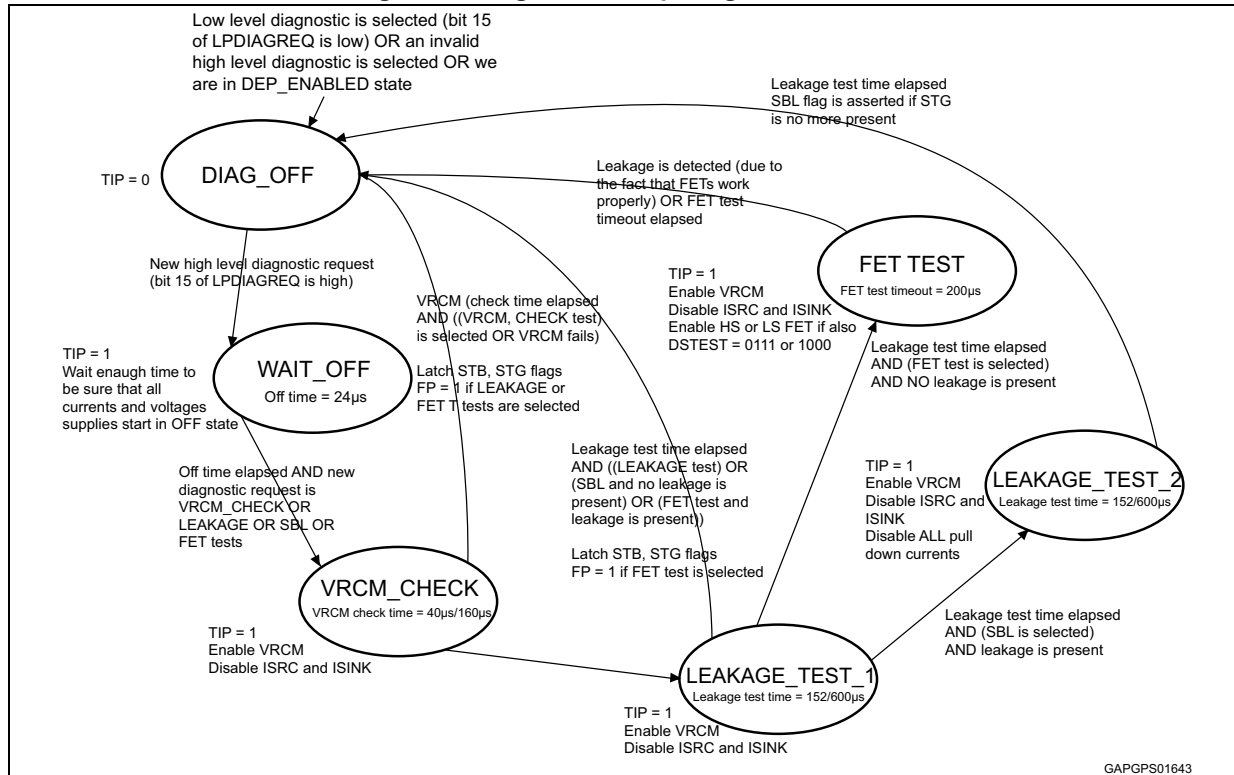 Low level diagnostic is selected (bit 15
of LPDIAGREQ is low) OR an invalid
high level diagnostic is selected OR we
are in DEP_ENABLED state
Leakage test time elapsed
SBL flag is asserted if STG
is no more present
TIP = 0
DIAG_OFF
Leakage is detected (due to
the fact that FETs work
properly) OR FET test
timeout elapsed
New high level diagnostic request
(bit 15 of LPDIAGREQ is high)
FET TEST
FET test timeout = 200µs
TIP = 1
Enable VRCM
Disable ISRC and ISINK
Enable HS or LS FET if also
DSTEST = 0111 or 1000
VRCM (check time elapsed
AND ((VRCM, CHECK test)
is selected OR VRCM fails)
Latch STB, STG flags
FP = 1 if LEAKAGE or
FET T tests are selected
TIP = 1
Wait enaugh time to
be sure that all
currents and voltages
supplies start in OFF state
WAIT_OFF
Off time = 24µs
Leakage test time elapsed
AND (FET test is selected)
AND NO leakage is present
Off time elapsed AND new
diagnostic request is
VRCM_CHECK OR
LEAKAGE OR SBL OR
FET tests
Leakage test time elapsed
AND ((LEAKAGE test) OR
(SBL and no leakage is
present) OR (FET test and
leakage is present))
Latch STB, STG flags
FP = 1 if FET test is selected
TIP = 1
Enable VRCM
Disable ISRC and
ISINK
Disable ALL pull
down currents
LEAKAGE_TEST_2
Leakage test time = 152/600µs
VRCM_CHECK
VRCM check time = 40µs/160µs
TIP = 1
Enable VRCM
Disable ISRC and ISINK
Leakage test time elapsed
AND (SBL is selected)
AND leakage is present
LEAKAGE_TEST_1
Leakage test time = 152/600µs
TIP = 1
Enable VRCM
Disable ISRC and ISINK
GAPGPS01643